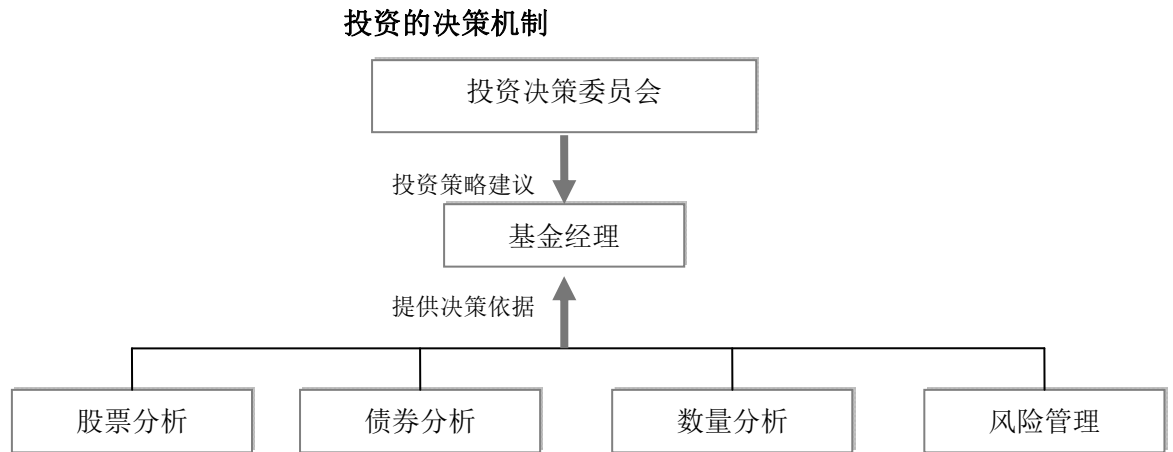 投资的决策机制
投资决策委员会
投资策略建议
基金经理
提供决策依据
股票分析
债券分析
数量分析
风险管理